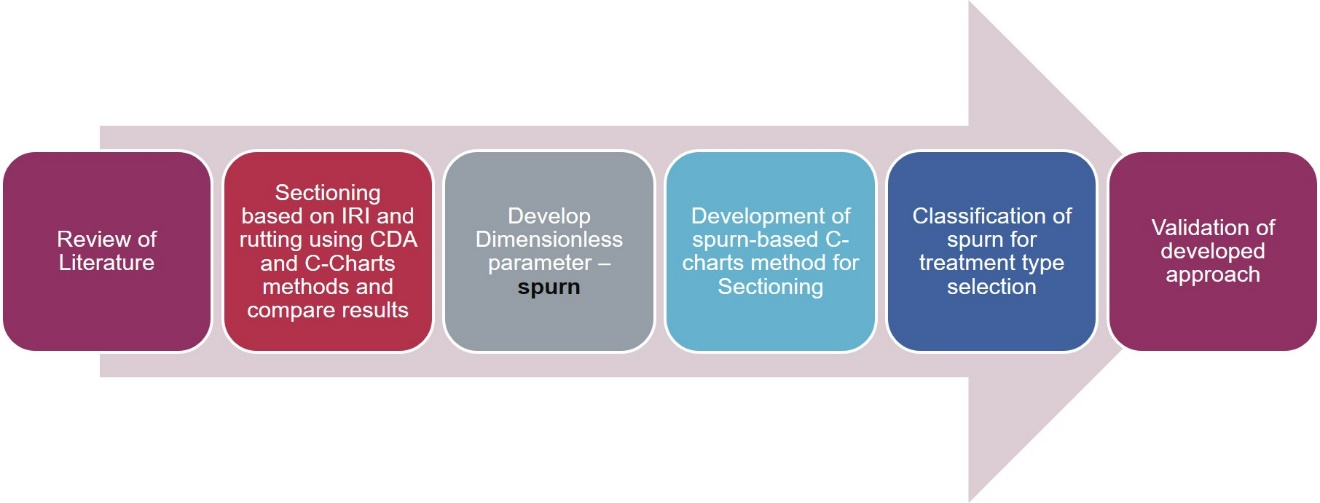 Review of
Literature
Sectioning
based on IRI and
rutting using CDA
and C-Charts
methods and
compare results
Develop
Dimensionless
parameter –
spurn
Development of
spurn-based C-
charts method for
Sectioning
Classification of
spurn for
treatment type
selection
Validation of
developed
approach